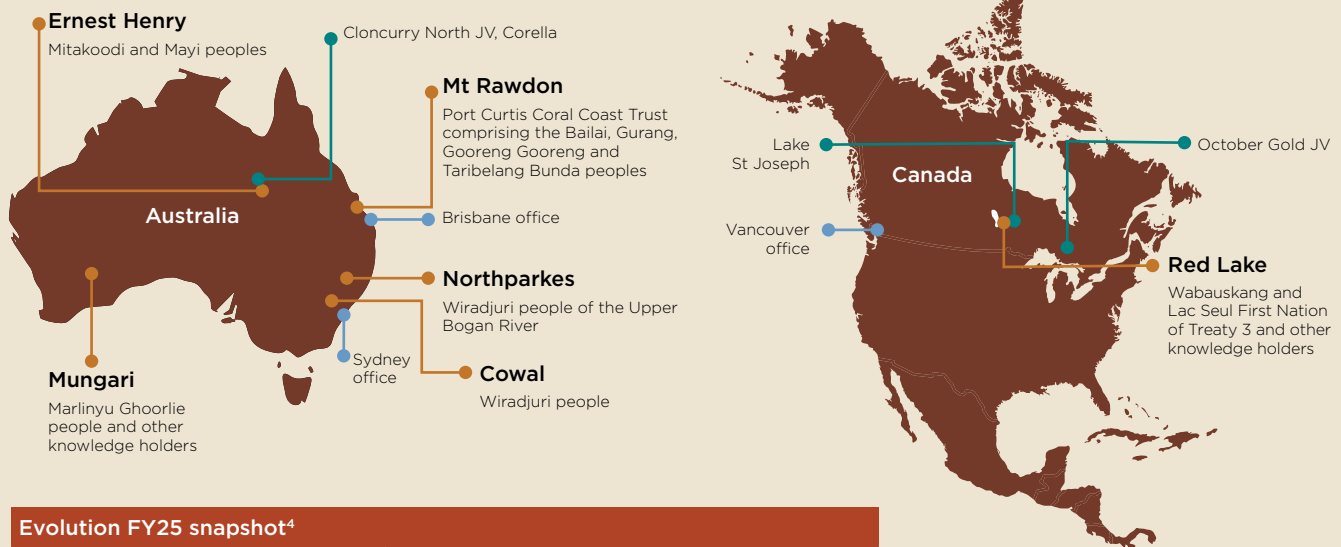 Ernest Henry
Mitakoodi and Mayi peoples
Cloncurry North JV, Corella
Mt Rawdon
Port Curtis Coral Coast Trust
comprising the Bailai, Gurang,
Gooreng Gooreng and
Taribelang Bunda peoples
Australia
Brisbane office
Northparkes
Wiradjuri people of the Upper
Bogan River
Sydney
office
Cowal
Wiradjuri people
Mungari
Marlinyu Ghoorlie
people and other
knowledge holders
Lake
St Joseph
Canada
October Gold JV
Vancouver
office
Red Lake
Wabauskang and
Lac Seul First Nation
of Treaty 3 and other
knowledge holders
Evolution FY25 snapshot⁴